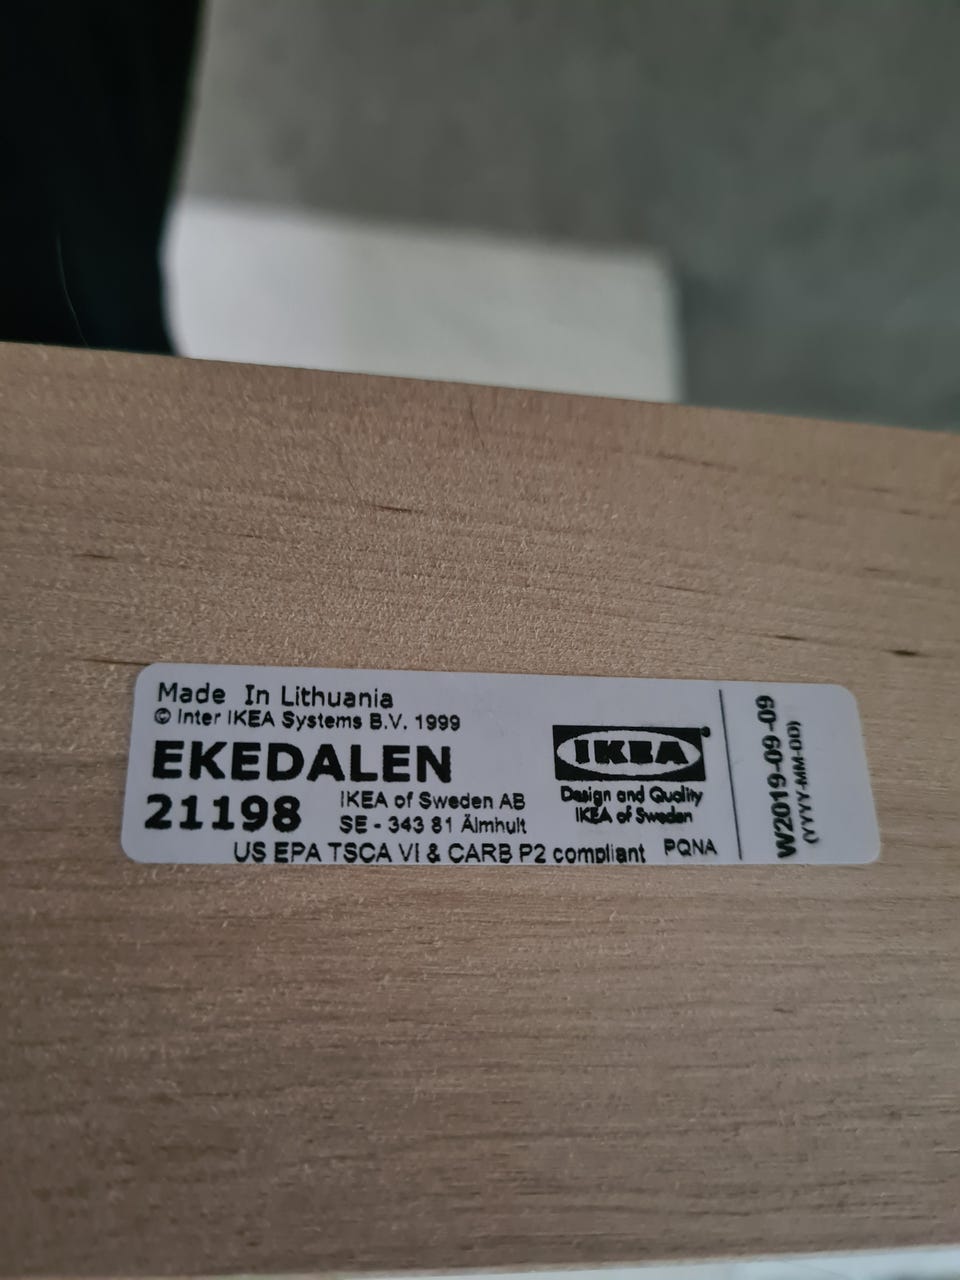 Made In Lithuania
© Inter IKEA Systems B.V. 1999
EKEDALEN
21198
IKEA of Sweden AB
SE - 343 81 Älmhult
US EPA TSCA VI & CARB P2 compliant
PQNA
IKEA®
Design and Quality
IKEA of Sweden
W2019-09-09
(YYYY-MM-DD)